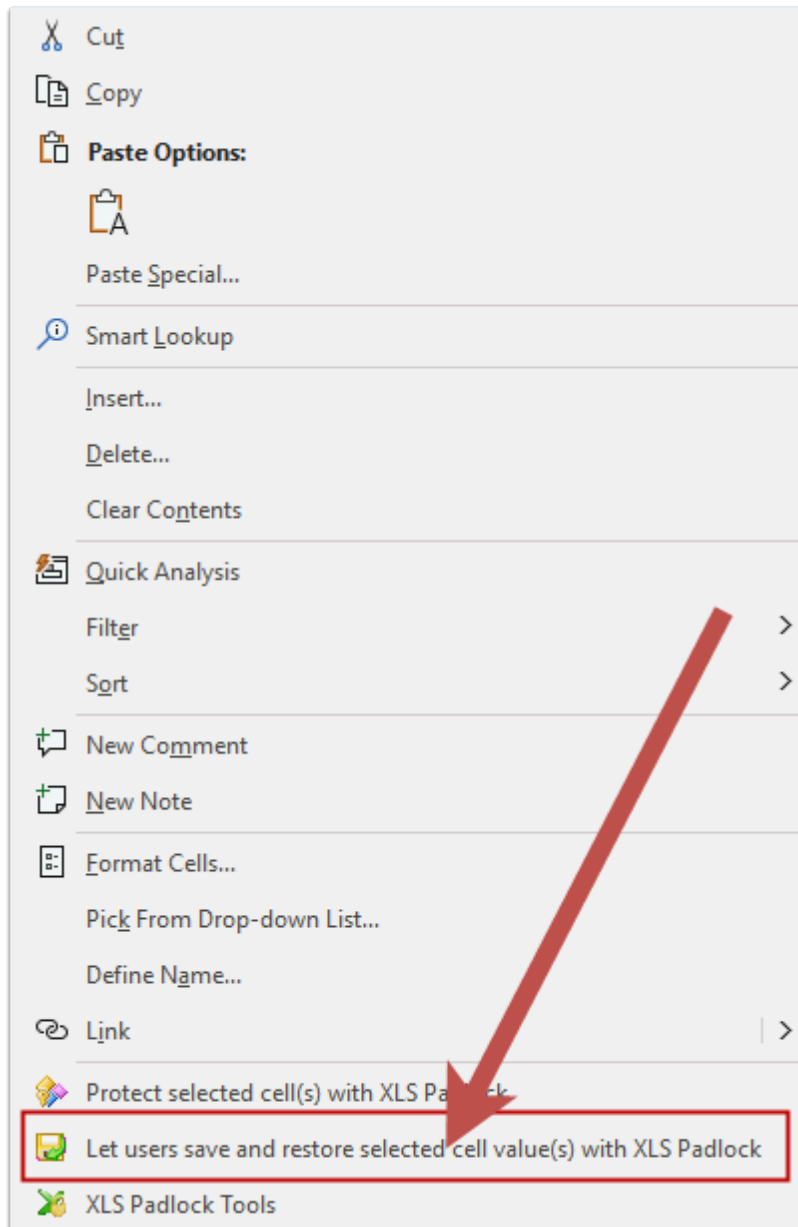 Cut
Copy
Paste Options:
A
Paste Special...
Smart Lookup
Insert...
Delete...
Clear Contents
Quick Analysis
Filter
Sort
New Comment
New Note
Format Cells...
Pick From Drop-down List...
Define Name...
Link
Protect selected cell(s) with XLS Padlock
Let users save and restore selected cell value(s) with XLS Padlock
XLS Padlock Tools